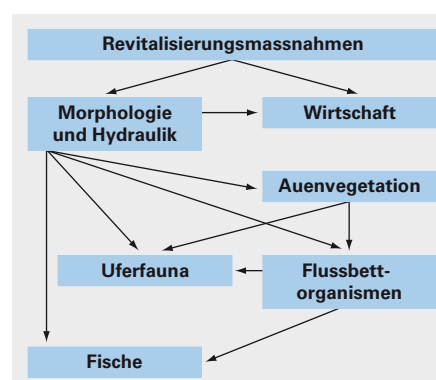 Revitalisierungsmassnahmen
Morphologie
und Hydraulik
Wirtschaft
Auenvegetation
Uferfauna
Flussbett-
organismen
Fische